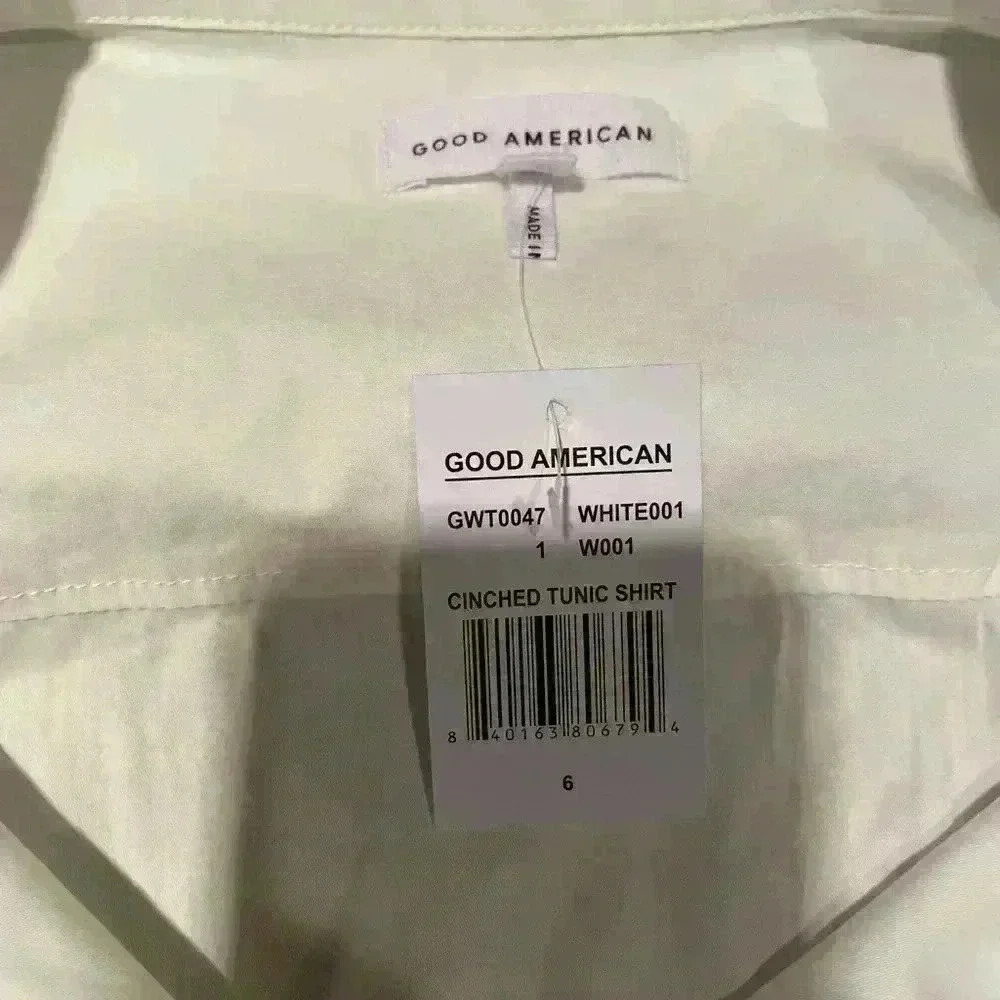 GOOD AMERICAN
MADE IN
GOOD AMERICAN
GWT0047 WHITE001
1 W001
CINCHED TUNIC SHIRT
8 40163 80679 4
6